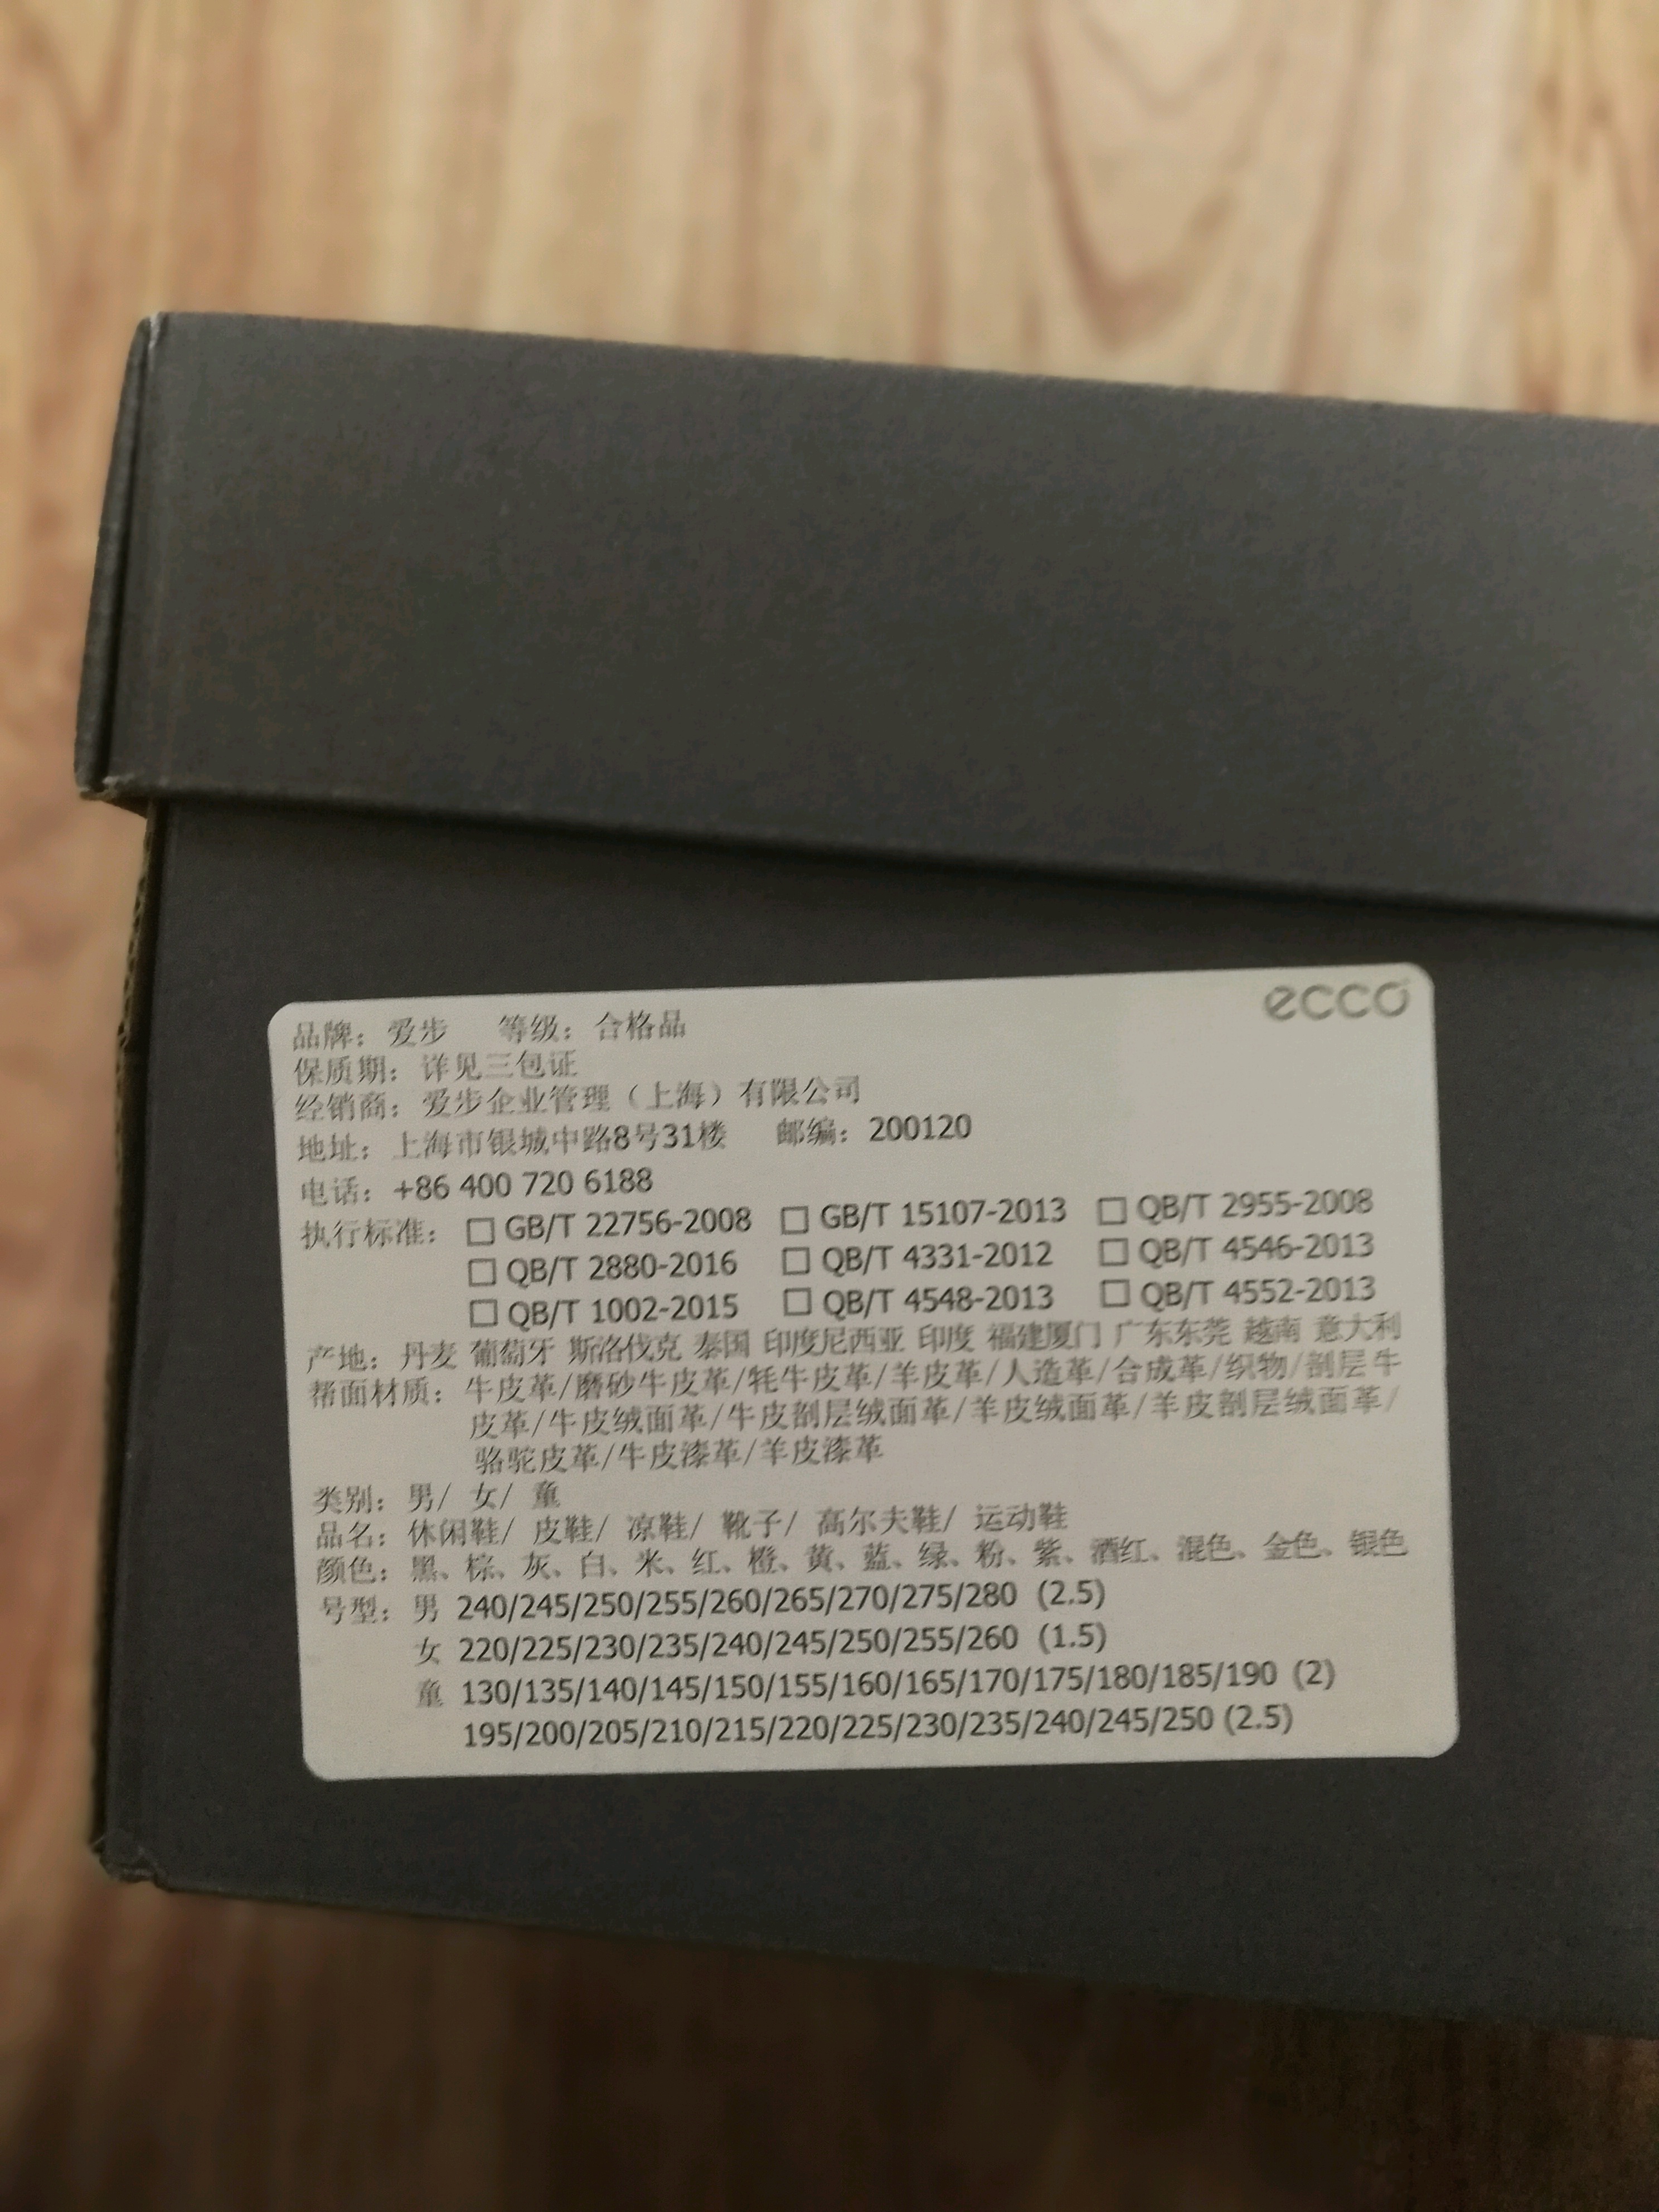 ecco
品牌：爱步 等级：合格品
保质期：详见三包证
经销商：爱步企业管理（上海）有限公司
地址：上海市银城中路8号31楼 邮编：200120
电话：+86 400 720 6188
执行标准：□ GB/T 22756-2008 □ GB/T 15107-2013 □ QB/T 2955-2008
□ QB/T 2880-2016 □ QB/T 4331-2012 □ QB/T 4546-2013
□ QB/T 1002-2015 □ QB/T 4548-2013 □ QB/T 4552-2013
产地：丹麦 葡萄牙 斯洛伐克 泰国 印度尼西亚 印度 福建厦门 广东东莞 越南 意大利
帮面材质：牛皮革/磨砂牛皮革/牦牛皮革/羊皮革/人造革/合成革/织物/剖层牛
皮革/牛皮绒面革/牛皮剖层绒面革/羊皮绒面革/羊皮剖层绒面革/
骆驼皮革/牛皮漆革/羊皮漆革
类别：男/ 女/ 童
品名：休闲鞋/ 皮鞋/ 凉鞋/ 靴子/ 高尔夫鞋/ 运动鞋
颜色：黑、棕、灰、白、米、红、橙、黄、蓝、绿、粉、紫、酒红、混色、金色、银色
号型：男 240/245/250/255/260/265/270/275/280 (2.5)
女 220/225/230/235/240/245/250/255/260 (1.5)
童 130/135/140/145/150/155/160/165/170/175/180/185/190 (2)
195/200/205/210/215/220/225/230/235/240/245/250 (2.5)